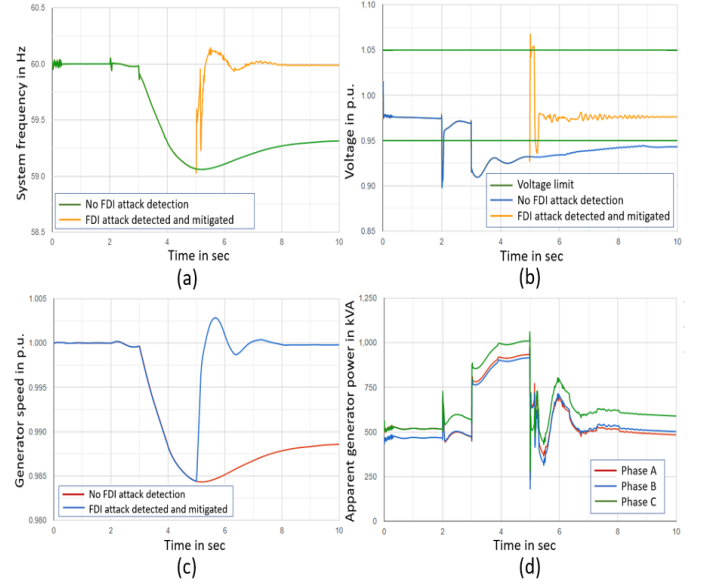 System frequency in Hz
60.5
60.0
59.5
59.0
58.5
0
2
4
6
8
10
No FDI attack detection
FDI attack detected and mitigated
Time in sec
(a)
Voltage in p.u.
1.10
1.05
1.00
0.95
0.90
0.85
0
2
4
6
8
10
Voltage limit
No FDI attack detection
FDI attack detected and mitigated
Time in sec
(b)
Generator speed in p.u.
1.005
1.000
0.995
0.990
0.985
0.980
0
2
4
6
8
10
No FDI attack detection
FDI attack detected and mitigated
Time in sec
(c)
Apparent generator power in kVA
1,250
1,000
750
500
250
0
0
2
4
6
8
10
Phase A
Phase B
Phase C
Time in sec
(d)